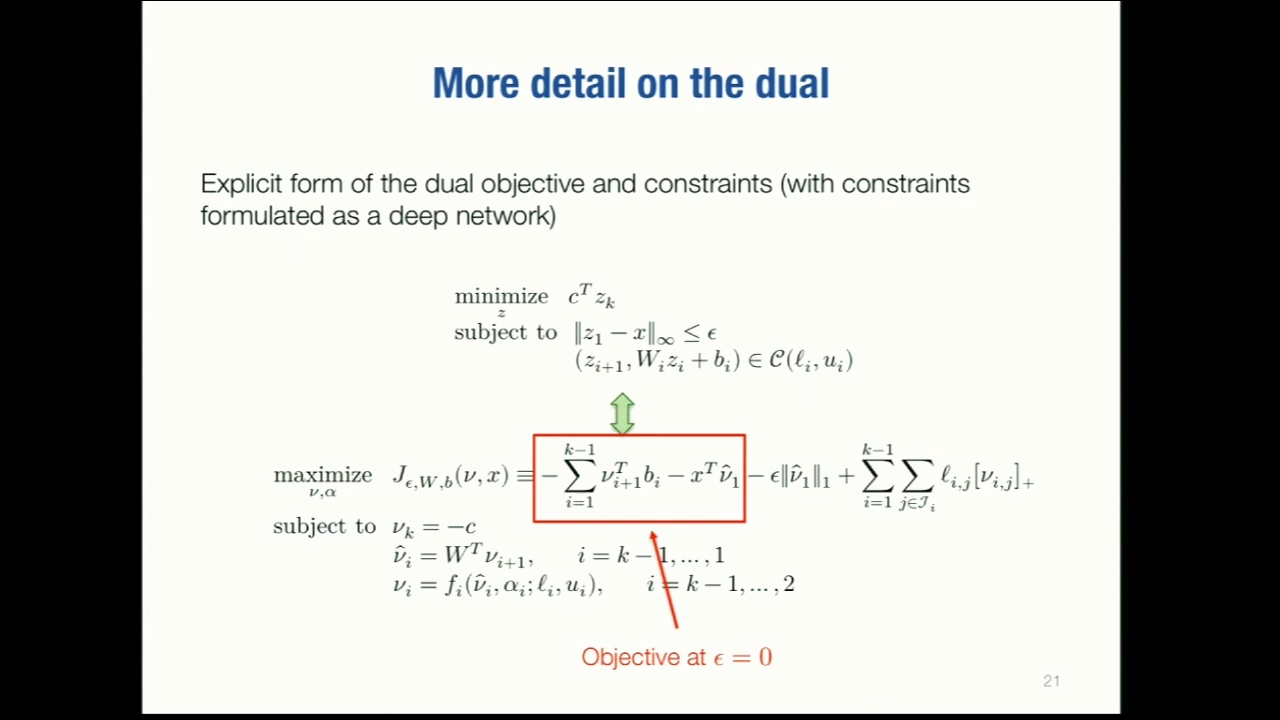 More detail on the dual
Explicit form of the dual objective and constraints (with constraints
formulated as a deep network)
minimize_z c^T z_k
subject to ‖z_1 − x‖_∞ ≤ ϵ
(z_{i+1}, W_i z_i + b_i) ∈ 𝒞(ℓ_i, u_i)
maximize_{ν,α} J_{ϵ,W,b}(ν, x) ≡ − ∑_{i=1}^{k−1} ν_{i+1}^T b_i − x^T ν̂_1 − ϵ‖ν̂_1‖_1 + ∑_{i=1}^{k−1} ∑_{j∈ℐ_i} ℓ_{i,j}[ν_{i,j}]_+
subject to ν_k = −c
ν̂_i = W^T ν_{i+1}, i = k − 1, … , 1
ν_i = f_i(ν̂_i, α_i; ℓ_i, u_i), i = k − 1, … , 2
Objective at ϵ = 0
21